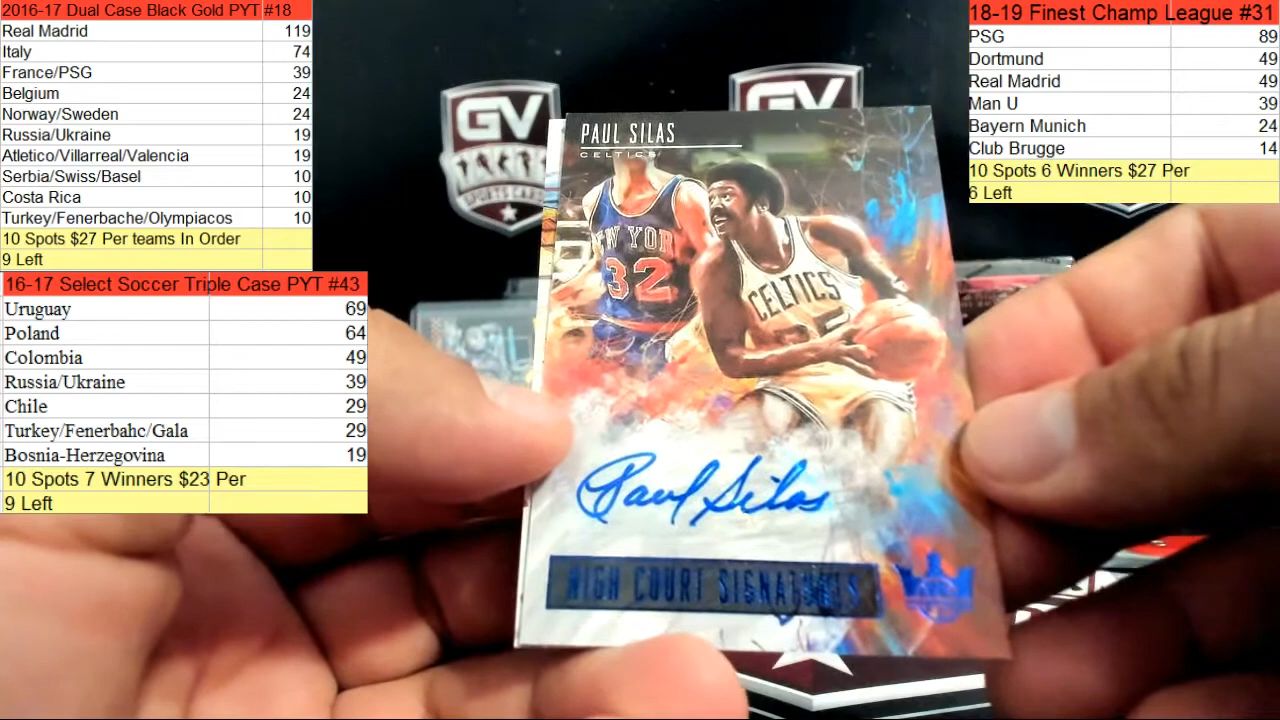 2016-17 Dual Case Black Gold PYT #18
Real Madrid 119
Italy 74
France/PSG 39
Belgium 24
Norway/Sweden 24
Russia/Ukraine 19
Atletico/Villarreal/Valencia 19
Serbia/Swiss/Basel 10
Costa Rica 10
Turkey/Fenerbache/Olympiacos 10
10 Spots $27 Per teams In Order
9 Left
16-17 Select Soccer Triple Case PYT #43
Uruguay 69
Poland 64
Colombia 49
Russia/Ukraine 39
Chile 29
Turkey/Fenerbahc/Gala 29
Bosnia-Herzegovina 19
10 Spots 7 Winners $23 Per
9 Left
18-19 Finest Champ League #31
PSG 89
Dortmund 49
Real Madrid 49
Man U 39
Bayern Munich 24
Club Brugge 14
10 Spots 6 Winners $27 Per
6 Left
GV
GV
PAUL SILAS
CELTICS
32
CELTICS
35
Paul Silas
HIGH COURT SIGNATURES